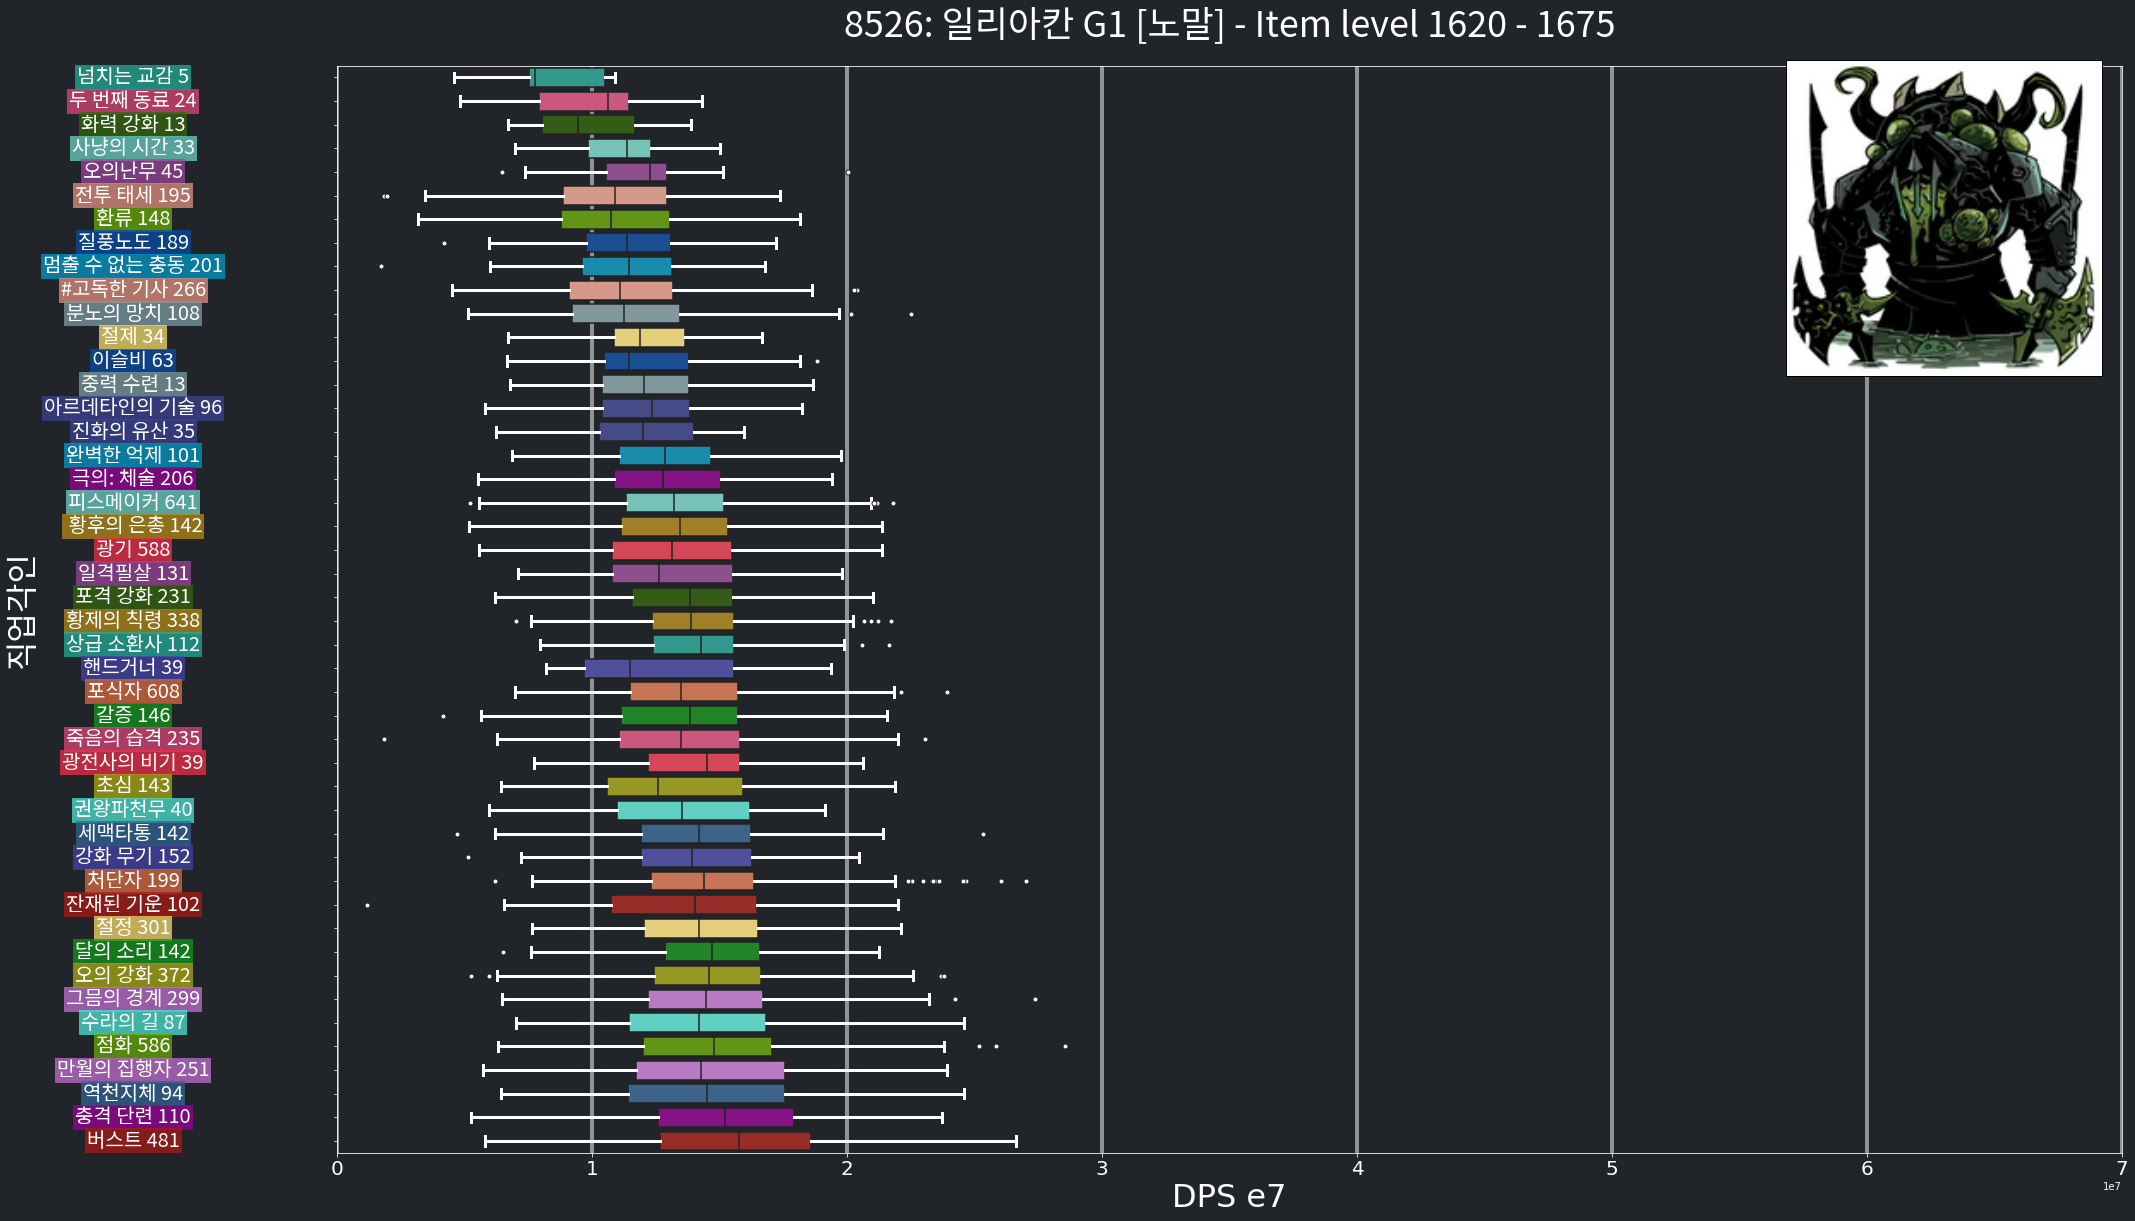 8526: 일리아칸 G1 [노말] - Item level 1620 - 1675
넘치는 교감 5
두 번째 동료 24
화력 강화 13
사냥의 시간 33
오의난무 45
전투 태세 195
환류 148
질풍노도 189
멈출 수 없는 충동 201
#고독한 기사 266
분노의 망치 108
절제 34
이슬비 63
중력 수련 13
아르데타인의 기술 96
진화의 유산 35
완벽한 억제 101
극의: 체술 206
피스메이커 641
황후의 은총 142
광기 588
일격필살 131
포격 강화 231
황제의 칙령 338
상급 소환사 112
핸드거너 39
포식자 608
갈증 146
죽음의 습격 235
광전사의 비기 39
초심 143
권왕파천무 40
세맥타통 142
강화 무기 152
처단자 199
잔재된 기운 102
절정 301
달의 소리 142
오의 강화 372
그믐의 경계 299
수라의 길 87
점화 586
만월의 집행자 251
역천지체 94
충격 단련 110
버스트 481
직업각인
0 1 2 3 4 5 6 7
1e7
DPS e7